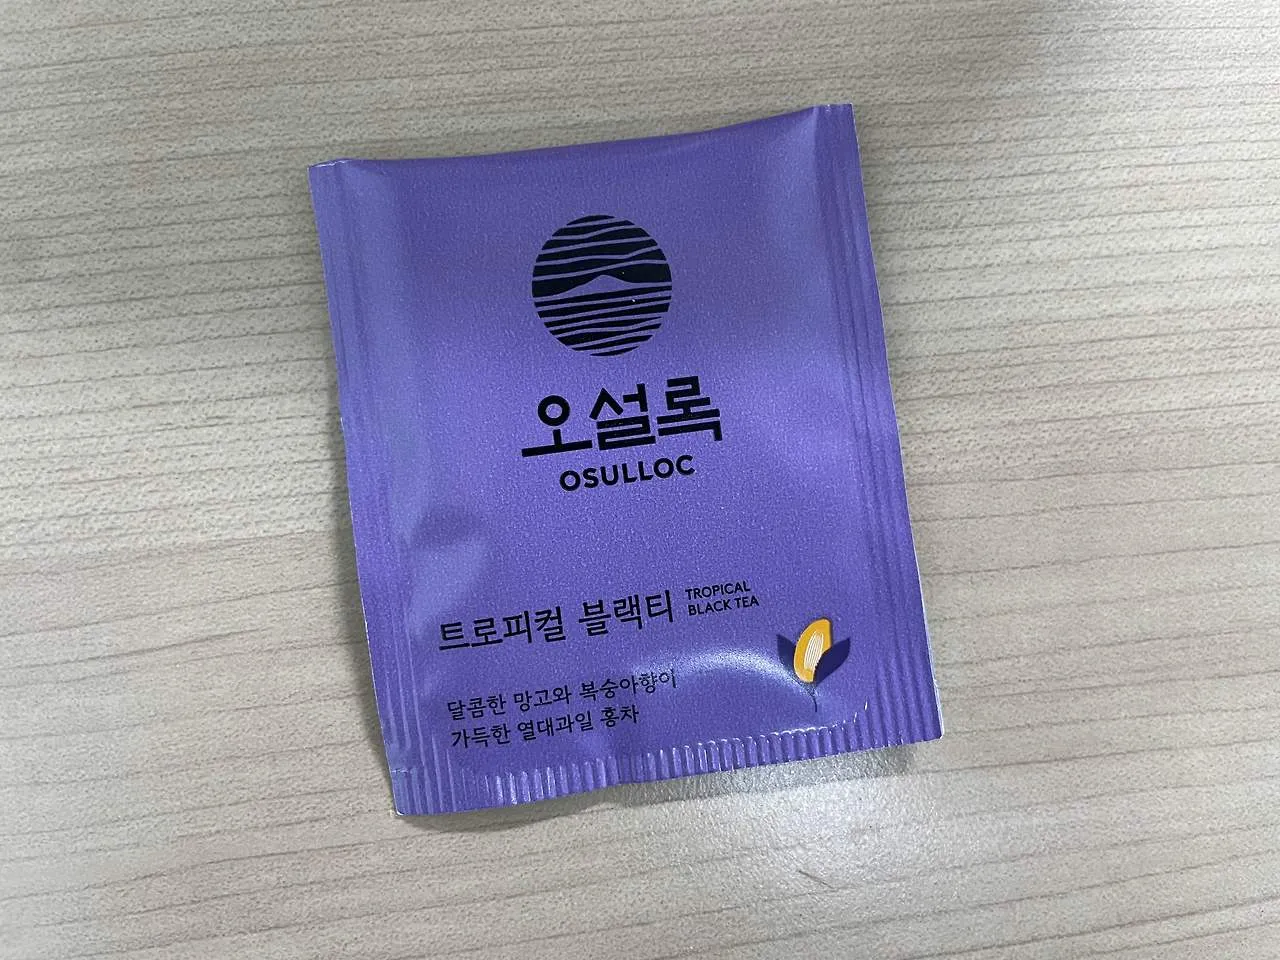 오설록
OSULLOC
트로피컬 블랙티
TROPICAL
BLACK TEA
달콤한 망고와 복숭아향이
가득한 열대과일 홍차